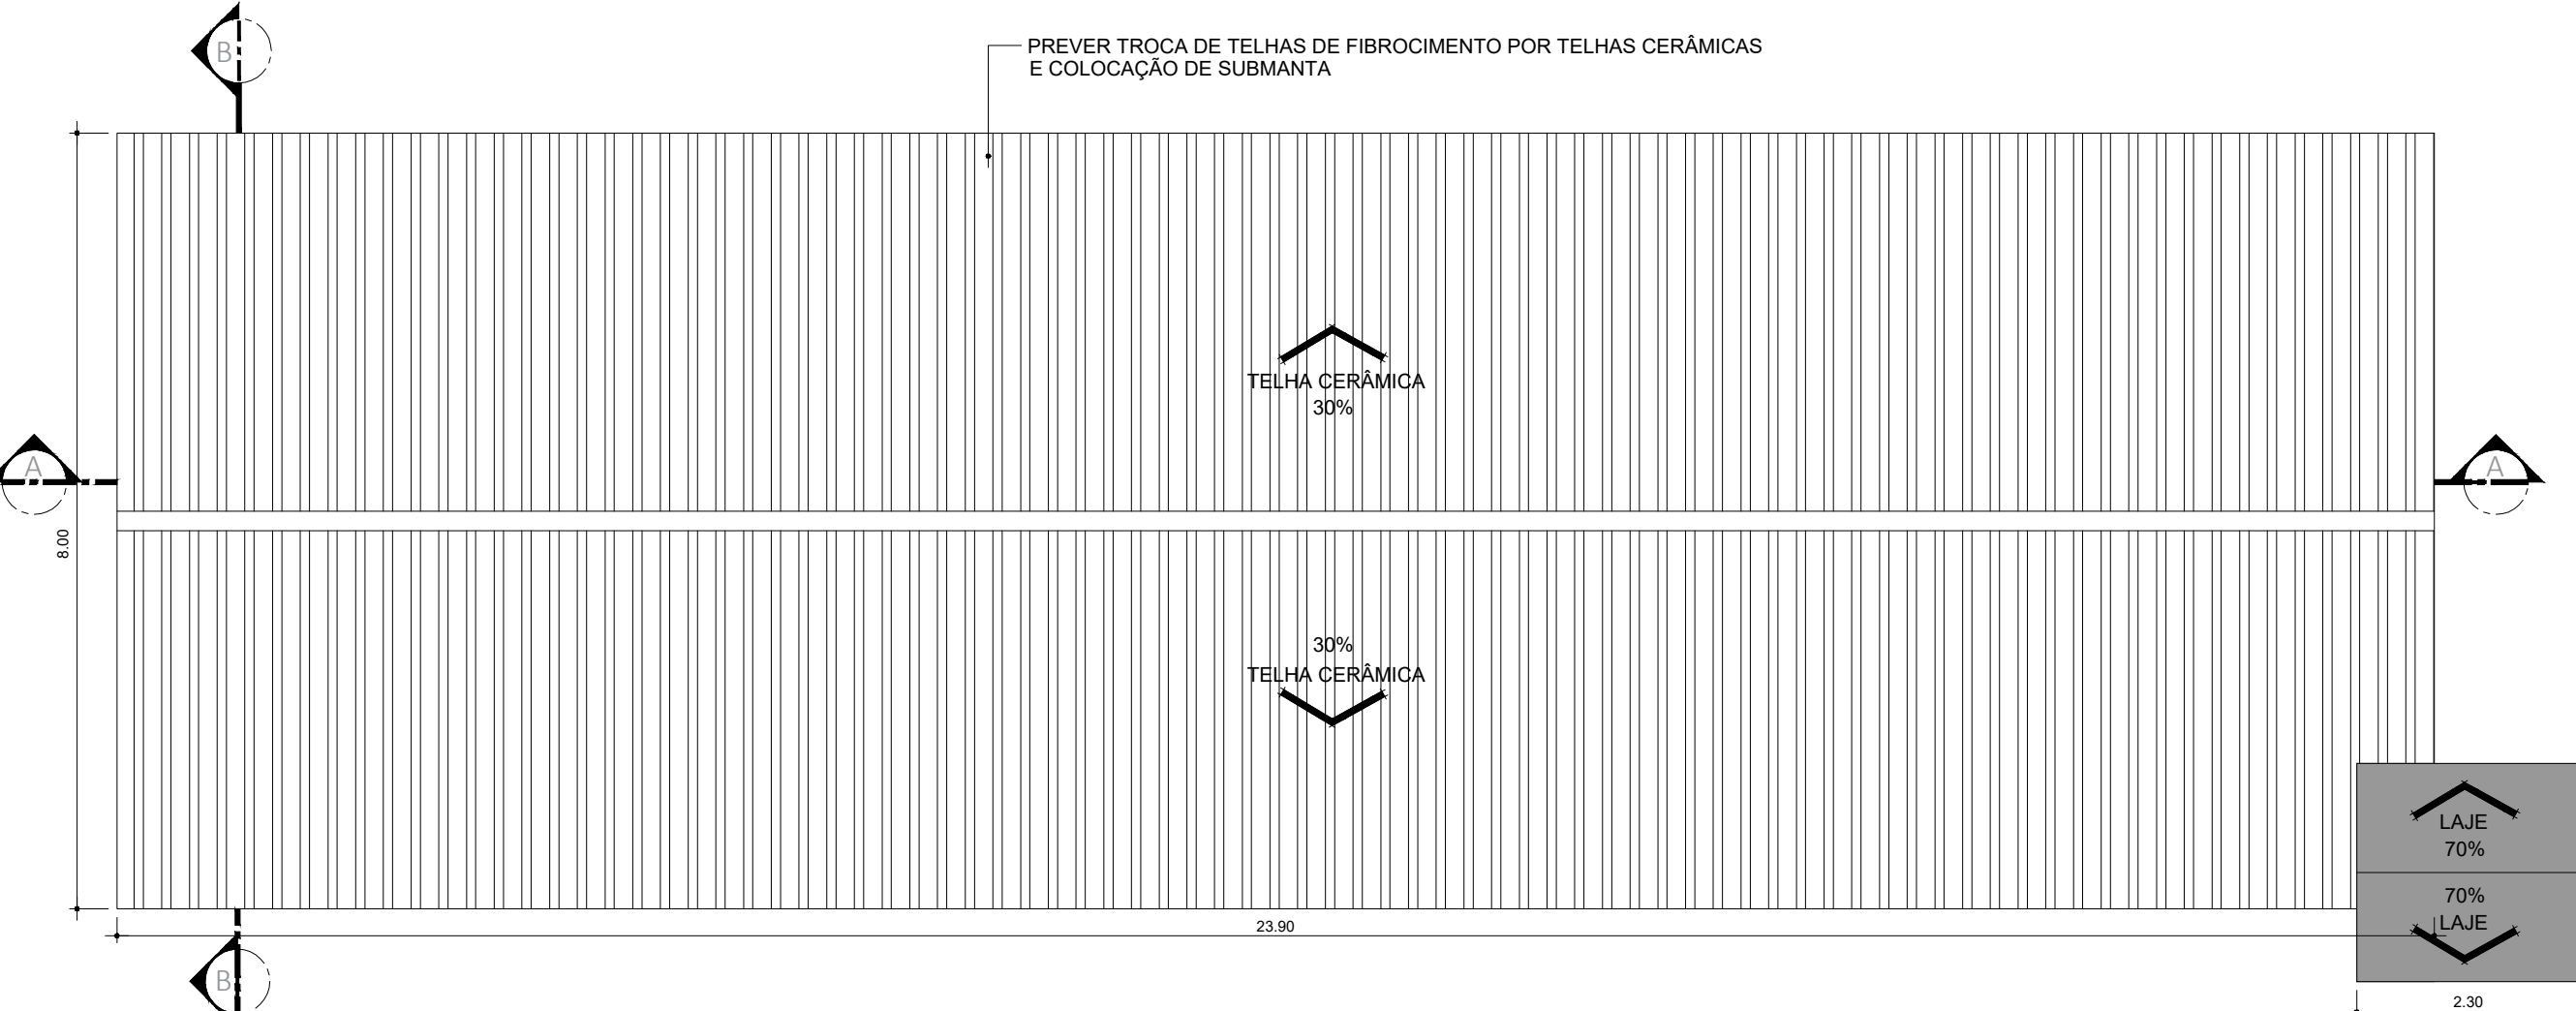 B
PREVER TROCA DE TELHAS DE FIBROCIMENTO POR TELHAS CERÂMICAS
E COLOCAÇÃO DE SUBMANTA
TELHA CERÂMICA
30%
A
A
8.00
30%
TELHA CERÂMICA
LAJE
70%
70%
LAJE
23.90
B
2.30